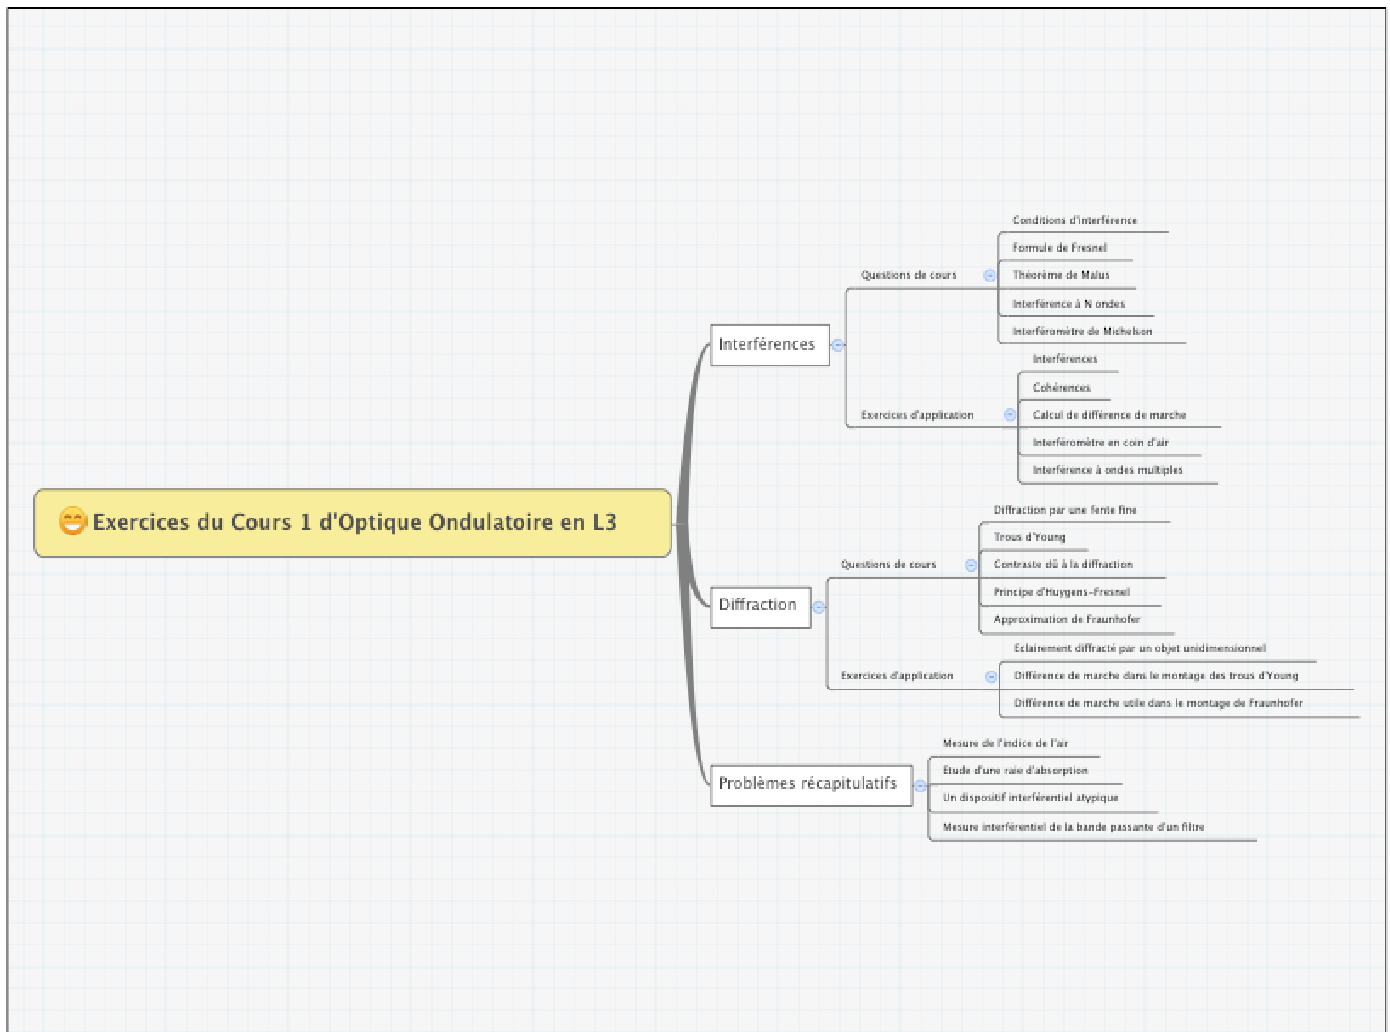 Exercices du Cours 1 d'Optique Ondulatoire en L3
Interférences
Questions de cours
Conditions d'interférence
Formule de Fresnel
Théorème de Malus
Interférence à N ondes
Interféromètre de Michelson
Exercices d'application
Interférences
Cohérences
Calcul de différence de marche
Interféromètre en coin d'air
Interférence à ondes multiples
Diffraction
Questions de cours
Diffraction par une fente fine
Trous d'Young
Contraste dû à la diffraction
Principe d'Huygens-Fresnel
Approximation de Fraunhofer
Exercices d'application
Eclairement diffracté par un objet unidimensionnel
Différence de marche dans le montage des trous d'Young
Différence de marche utile dans le montage de Fraunhofer
Problèmes récapitulatifs
Mesure de l'indice de l'air
Etude d'une raie d'absorption
Un dispositif interférentiel atypique
Mesure interférentiel de la bande passante d'un filtre